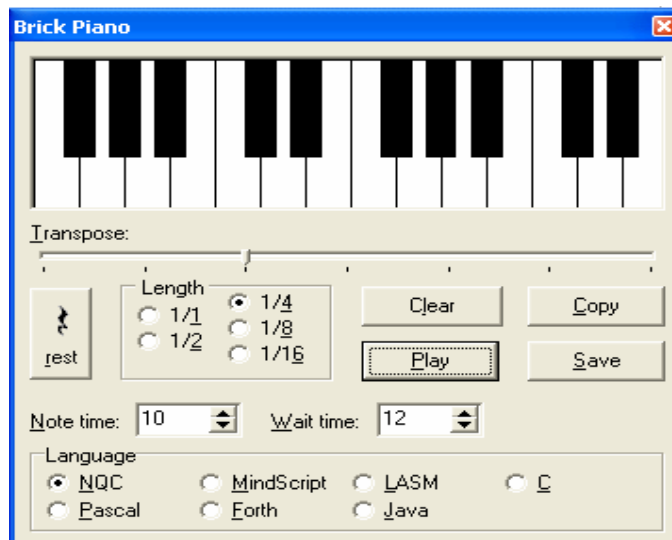 Brick Piano
Transpose:
Length
rest
1/1
1/2
1/4
1/8
1/16
Clear
Copy
Play
Save
Note time: 10 Wait time: 12
Language
NQC MindScript LASM C
Pascal Forth Java